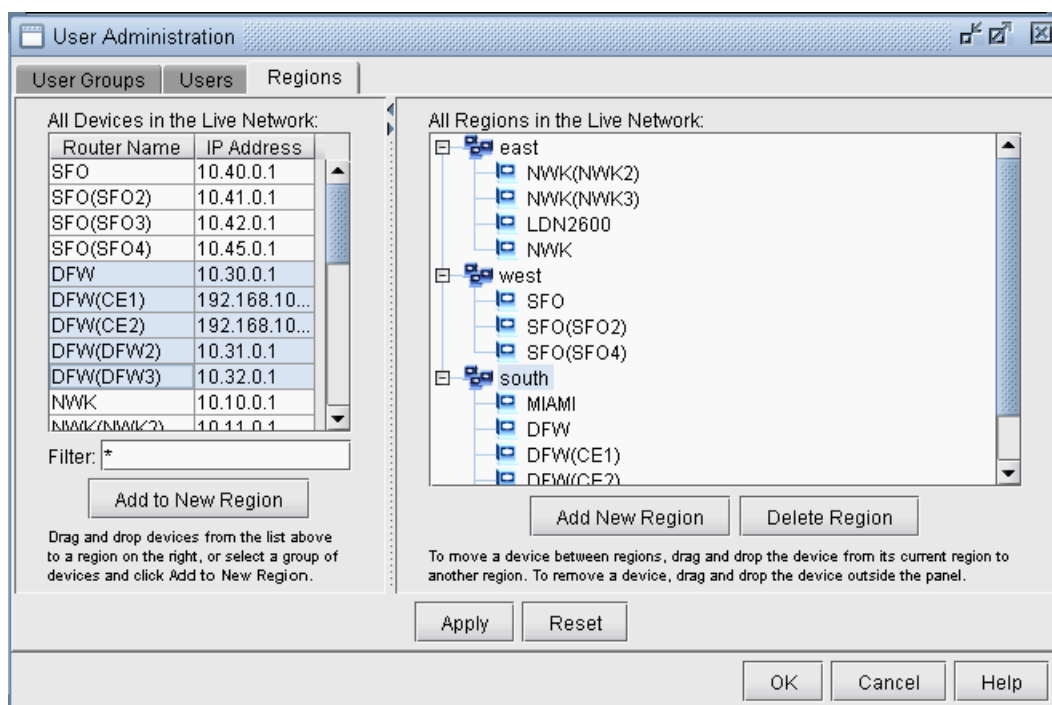 User Administration
User Groups Users Regions
All Devices in the Live Network:
Router Name IP Address
SFO 10.40.0.1
SFO(SFO2) 10.41.0.1
SFO(SFO3) 10.42.0.1
SFO(SFO4) 10.45.0.1
DFW 10.30.0.1
DFW(CE1) 192.168.10...
DFW(CE2) 192.168.10...
DFW(DFW2) 10.31.0.1
DFW(DFW3) 10.32.0.1
NWK 10.10.0.1
NWK(NWK2) 10.11.0.1
Filter: *
Add to New Region
Drag and drop devices from the list above
to a region on the right, or select a group of
devices and click Add to New Region.
All Regions in the Live Network:
east
NWK(NWK2)
NWK(NWK3)
LDN2600
NWK
west
SFO
SFO(SFO2)
SFO(SFO4)
south
MIAMI
DFW
DFW(CE1)
DFW(CE2)
Add New Region Delete Region
To move a device between regions, drag and drop the device from its current region to
another region. To remove a device, drag and drop the device outside the panel.
Apply Reset
OK Cancel Help